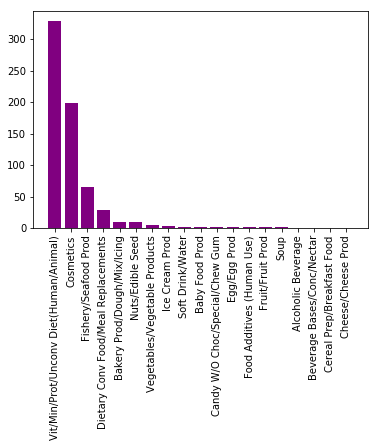 350
300
250
200
150
100
50
0
Vit/Min/Prot/Unconv Diet(Human/Animal)
Cosmetics
Fishery/Seafood Prod
Dietary Conv Food/Meal Replacements
Bakery Prod/Dough/Mix/Icing
Nuts/Edible Seed
Vegetables/Vegetable Products
Ice Cream Prod
Soft Drink/Water
Baby Food Prod
Candy W/O Choc/Special/Chew Gum
Egg/Egg Prod
Food Additives (Human Use)
Fruit/Fruit Prod
Soup
Alcoholic Beverage
Beverage Bases/Conc/Nectar
Cereal Prep/Breakfast Food
Cheese/Cheese Prod